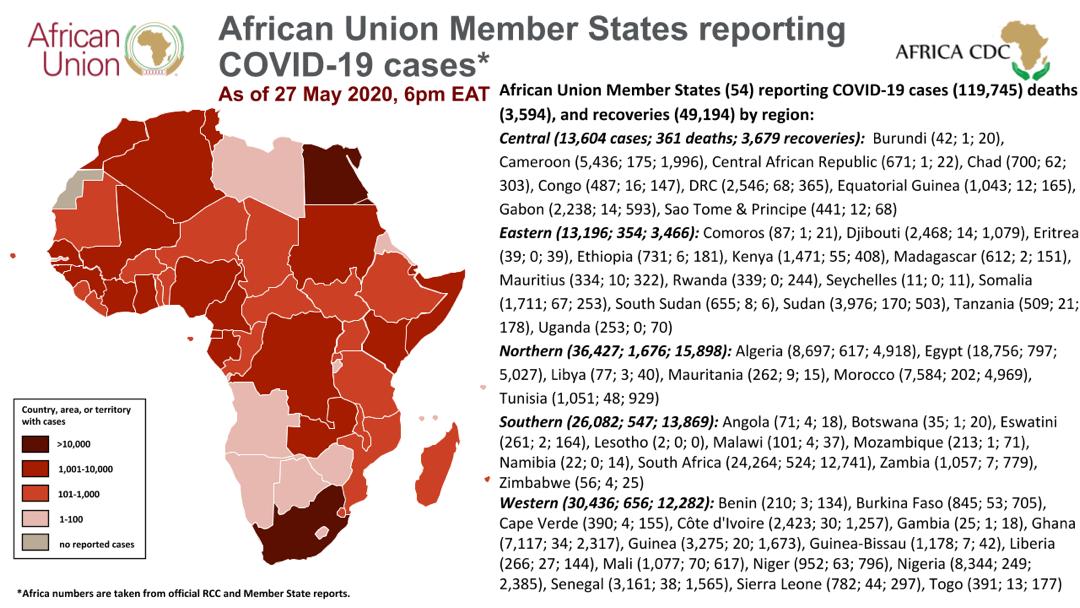 African
Union
African Union Member States reporting
COVID-19 cases*
As of 27 May 2020, 6pm EAT
AFRICA CDC
African Union Member States (54) reporting COVID-19 cases (119,745) deaths
(3,594), and recoveries (49,194) by region:
Central (13,604 cases; 361 deaths; 3,679 recoveries): Burundi (42; 1; 20),
Cameroon (5,436; 175; 1,996), Central African Republic (671; 1; 22), Chad (700; 62;
303), Congo (487; 16; 147), DRC (2,546; 68; 365), Equatorial Guinea (1,043; 12; 165),
Gabon (2,238; 14; 593), Sao Tome & Principe (441; 12; 68)
Eastern (13,196; 354; 3,466): Comoros (87; 1; 21), Djibouti (2,468; 14; 1,079), Eritrea
(39; 0; 39), Ethiopia (731; 6; 181), Kenya (1,471; 55; 408), Madagascar (612; 2; 151),
Mauritius (334; 10; 322), Rwanda (339; 0; 244), Seychelles (11; 0; 11), Somalia
(1,711; 67; 253), South Sudan (655; 8; 6), Sudan (3,976; 170; 503), Tanzania (509; 21;
178), Uganda (253; 0; 70)
Northern (36,427; 1,676; 15,898): Algeria (8,697; 617; 4,918), Egypt (18,756; 797;
5,027), Libya (77; 3; 40), Mauritania (262; 9; 15), Morocco (7,584; 202; 4,969),
Tunisia (1,051; 48; 929)
Southern (26,082; 547; 13,869): Angola (71; 4; 18), Botswana (35; 1; 20), Eswatini
(261; 2; 164), Lesotho (2; 0; 0), Malawi (101; 4; 37), Mozambique (213; 1; 71),
Namibia (22; 0; 14), South Africa (24,264; 524; 12,741), Zambia (1,057; 7; 779),
Zimbabwe (56; 4; 25)
Western (30,436; 656; 12,282): Benin (210; 3; 134), Burkina Faso (845; 53; 705),
Cape Verde (390; 4; 155), Côte d'Ivoire (2,423; 30; 1,257), Gambia (25; 1; 18), Ghana
(7,117; 34; 2,317), Guinea (3,275; 20; 1,673), Guinea-Bissau (1,178; 7; 42), Liberia
(266; 27; 144), Mali (1,077; 70; 617), Niger (952; 63; 796), Nigeria (8,344; 249;
2,385), Senegal (3,161; 38; 1,565), Sierra Leone (782; 44; 297), Togo (391; 13; 177)
Country, area, or territory
with cases
>10,000
1,001-10,000
101-1,000
1-100
no reported cases
*Africa numbers are taken from official RCC and Member State reports.